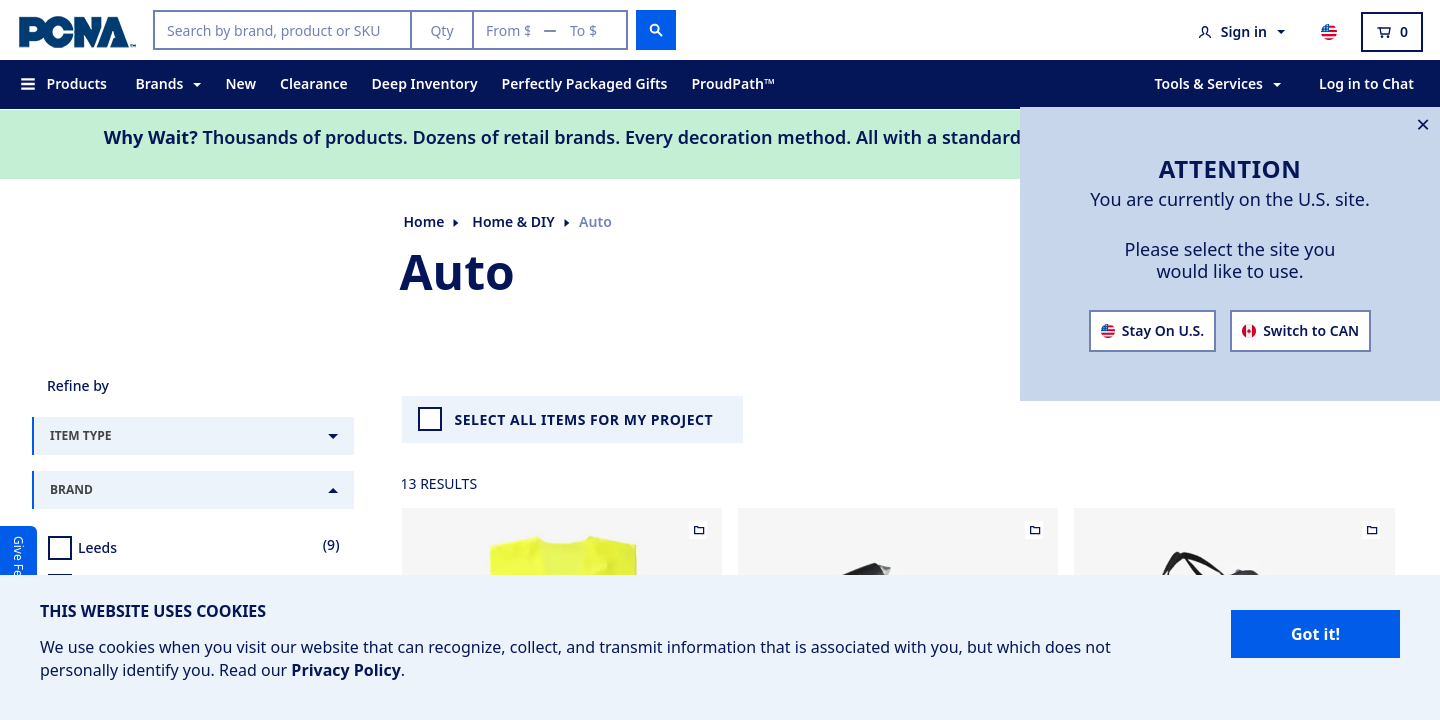 PCNA
Search by brand, product or SKU
Qty
From $ — To $
Sign in
0
Products
Brands
New
Clearance
Deep Inventory
Perfectly Packaged Gifts
ProudPath™
Tools & Services
Log in to Chat
Why Wait? Thousands of products. Dozens of retail brands. Every decoration method. All with a standard
ATTENTION
You are currently on the U.S. site.
Please select the site you
would like to use.
Stay On U.S.
Switch to CAN
Home
Home & DIY
Auto
Auto
Refine by
ITEM TYPE
BRAND
Leeds
(9)
SELECT ALL ITEMS FOR MY PROJECT
13 RESULTS
Give
THIS WEBSITE USES COOKIES
We use cookies when you visit our website that can recognize, collect, and transmit information that is associated with you, but which does not
personally identify you. Read our Privacy Policy.
Got it!